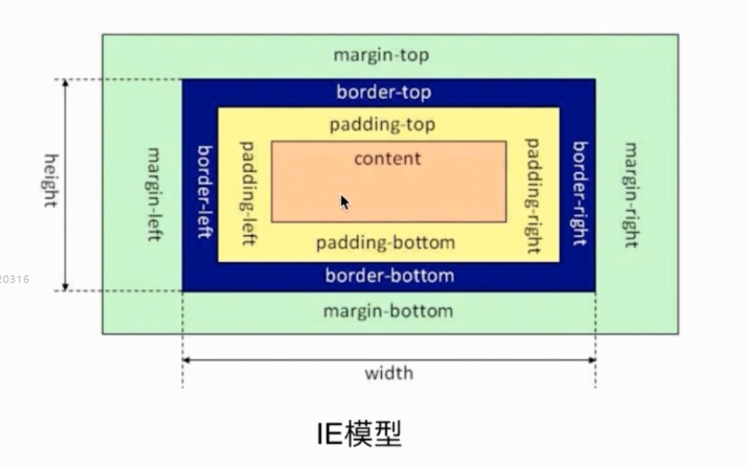 margin-top
border-top
padding-top
content
height
margin-left
border-left
padding-left
padding-right
border-right
margin-right
padding-bottom
border-bottom
20316
margin-bottom
width
IE模型